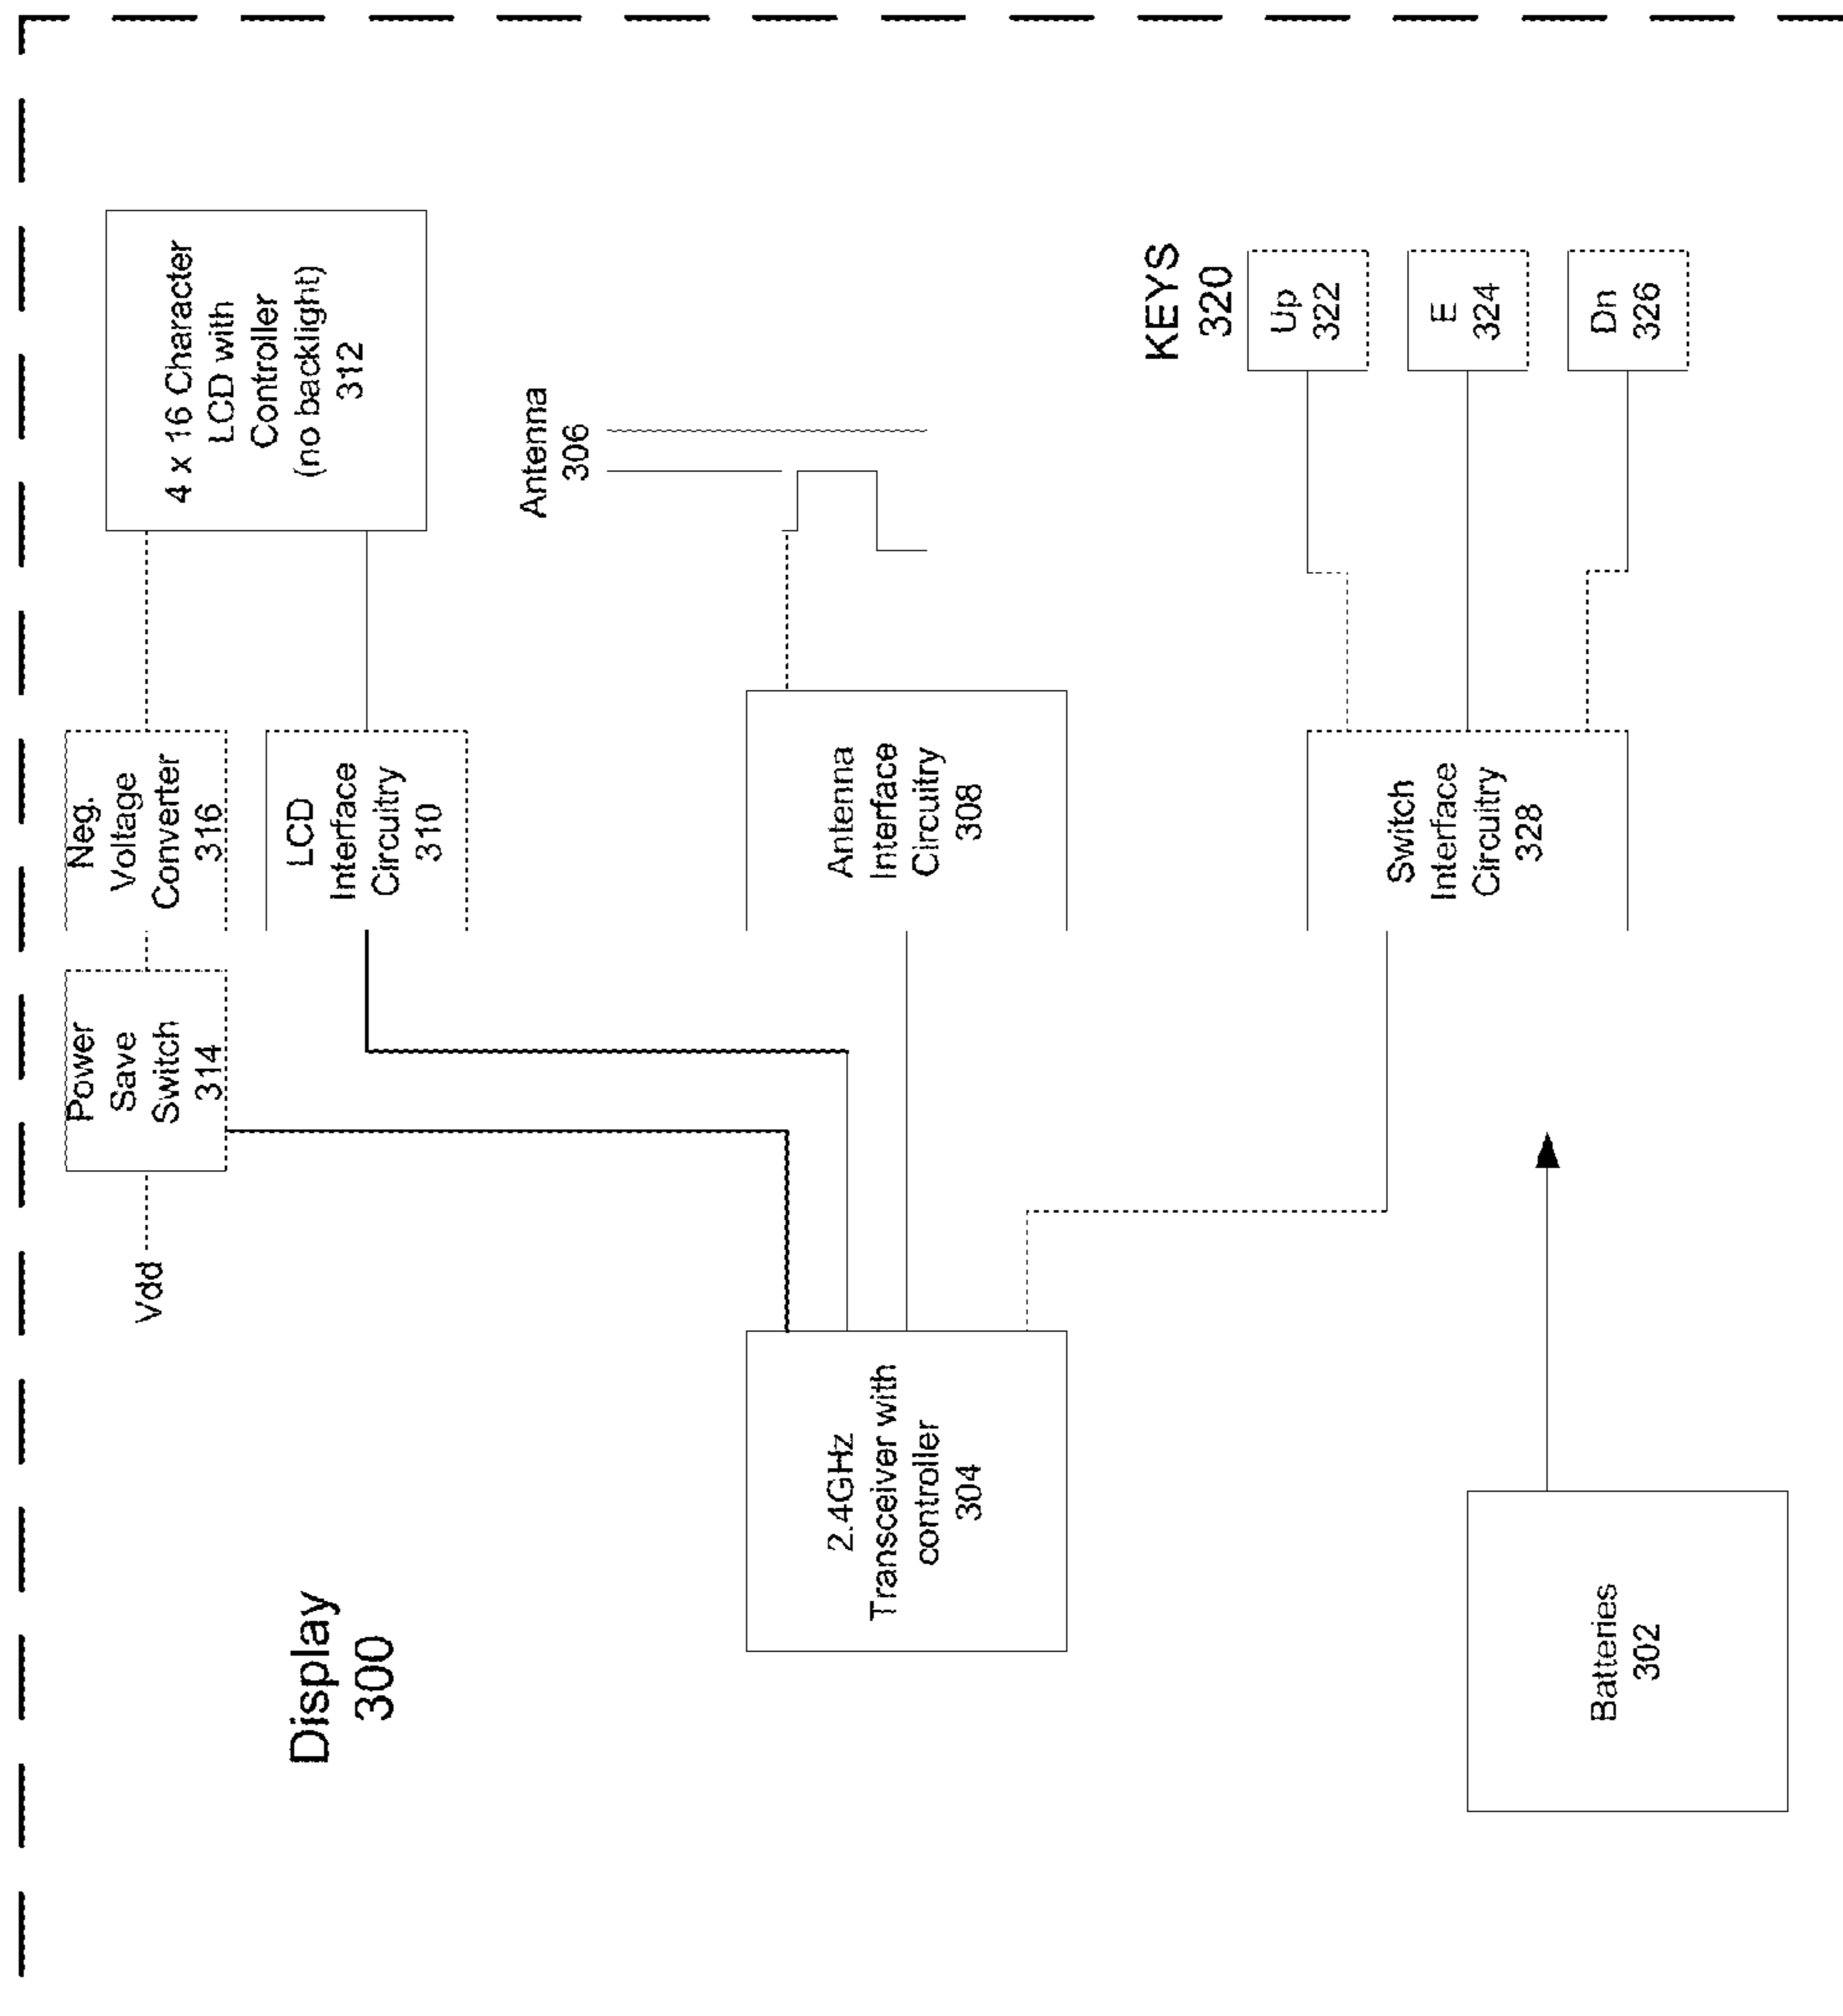 Display
300
Vdd
Power
Save
Switch
314
Neg.
Voltage
Converter
316
LCD
Interface
Circuitry
310
4 x 16 Character
LCD with
Controller
(no backlight)
312
Antenna
306
2.4GHz
Transceiver with
controller
304
Antenna
Interface
Circuitry
308
KEYS
320
Up
322
E
324
Dn
326
Switch
Interface
Circuitry
328
Batteries
302